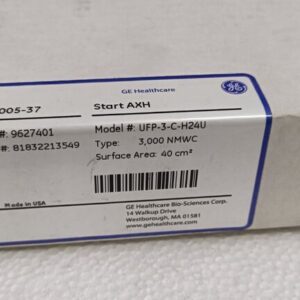 GE Healthcare
005-37
Start AXH
#: 9627401
Model #: UFP-3-C-H24U
#: 81832213549
Type: 3,000 NMWC
Surface Area: 40 cm²
Made in USA
GE Healthcare Bio-Sciences Corp.
14 Walkup Drive
Westborough, MA 01581
www.gehealthcare.com